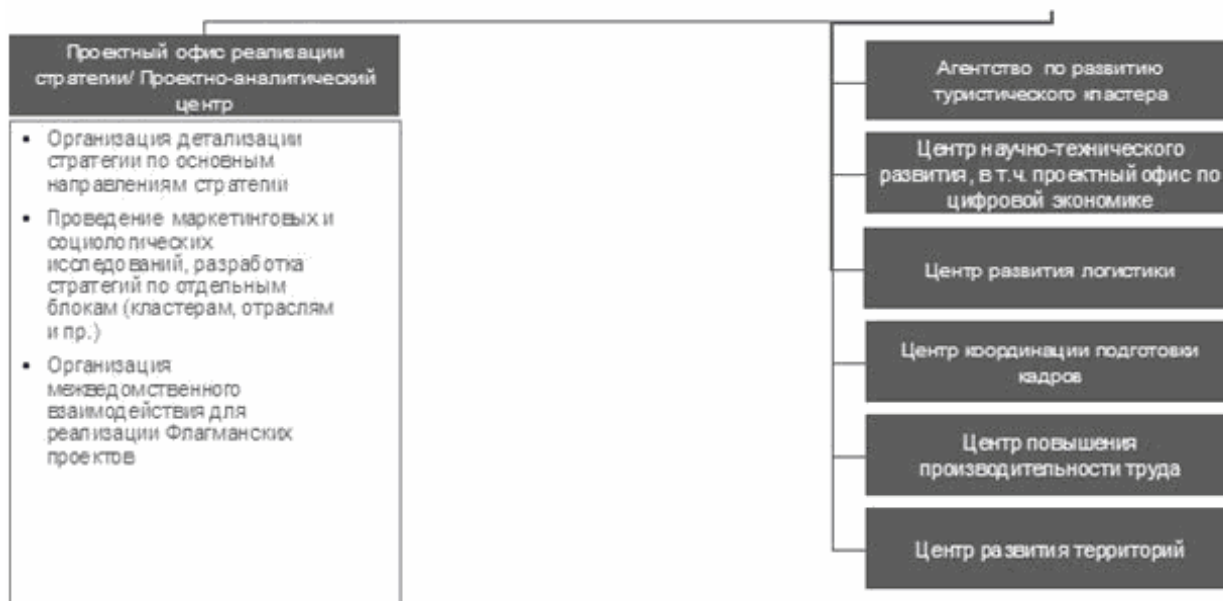 Проектный офис реализации
стратегии/ Проектно-аналитический
центр
• Организация детализации
стратегии по основным
направлениям стратегии
• Проведение маркетинговых и
социологических
исследований, разработка
стратегий по отдельным
блокам (кластерам, отраслям
и пр.)
• Организация
межведомственного
взаимодействия для
реализации Флагманских
проектов
Агентство по развитию
туристического кластера
Центр научно-технического
развития, в т.ч. проектный офис по
цифровой экономике
Центр развития логистики
Центр координации подготовки
кадров
Центр повышения
производительности труда
Центр развития территорий